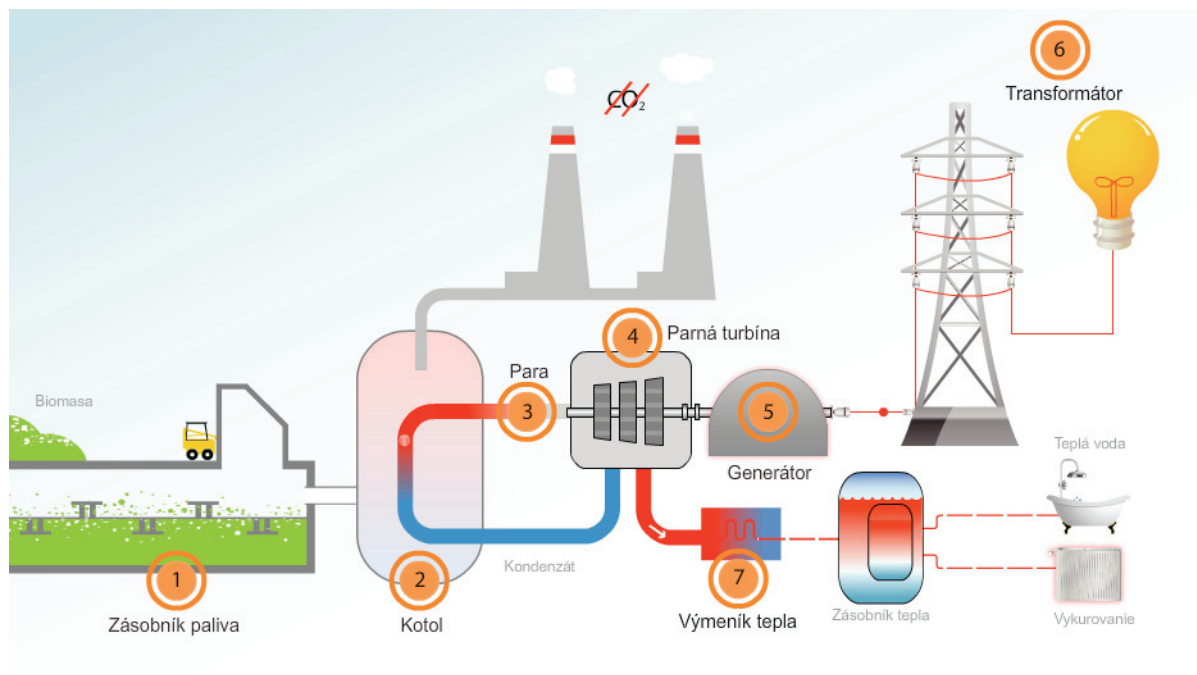 6
Transformátor
CO2
4
Parná turbína
Para
3
5
Generátor
Biomasa
Teplá voda
1
Zásobník paliva
2
Kotol
Kondenzát
7
Výmeník tepla
Zásobník tepla
Vykurovanie